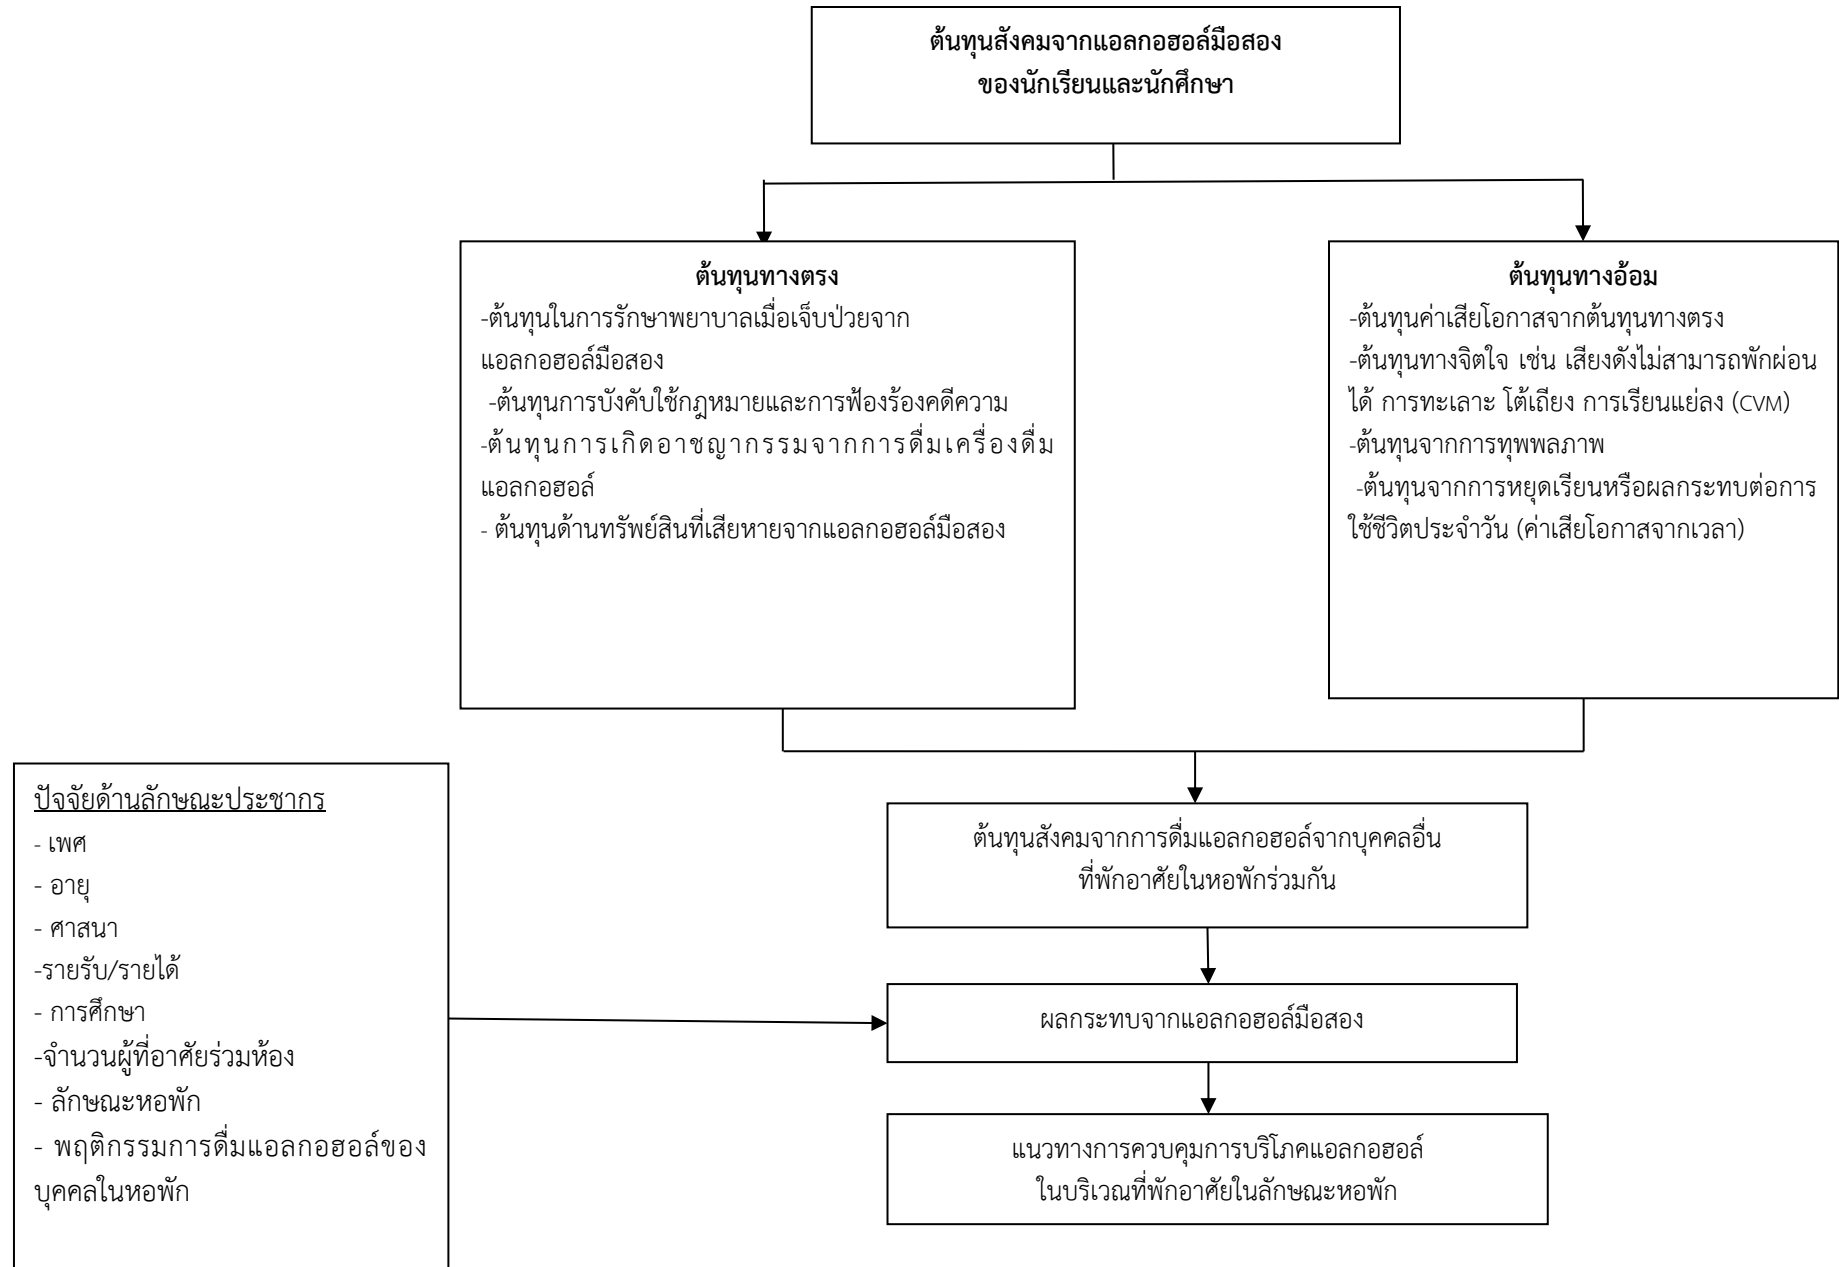 ต้นทุนสังคมจากแอลกอฮอล์มือสอง
ของนักเรียนและนักศึกษา
ต้นทุนทางตรง
-ต้นทุนในการรักษาพยาบาลเมื่อเจ็บป่วยจาก
แอลกอฮอล์มือสอง
-ต้นทุนการบังคับใช้กฎหมายและการฟ้องร้องคดีความ
-ต้นทุนการเกิดอาชญากรรมจากการดื่มเครื่องดื่ม
แอลกอฮอล์
- ต้นทุนด้านทรัพย์สินที่เสียหายจากแอลกอฮอล์มือสอง
ต้นทุนทางอ้อม
-ต้นทุนค่าเสียโอกาสจากต้นทุนทางตรง
-ต้นทุนทางจิตใจ เช่น เสียงดังไม่สามารถพักผ่อน
ได้ การทะเลาะ โต้เถียง การเรียนแย่ลง (CVM)
-ต้นทุนจากการทุพพลภาพ
-ต้นทุนจากการหยุดเรียนหรือผลกระทบต่อการ
ใช้ชีวิตประจำวัน (ค่าเสียโอกาสจากเวลา)
ปัจจัยด้านลักษณะประชากร
- เพศ
- อายุ
- ศาสนา
-รายรับ/รายได้
- การศึกษา
-จำนวนผู้ที่อาศัยร่วมห้อง
- ลักษณะหอพัก
- พฤติกรรมการดื่มแอลกอฮอล์ของ
บุคคลในหอพัก
ต้นทุนสังคมจากการดื่มแอลกอฮอล์จากบุคคลอื่น
ที่พักอาศัยในหอพักร่วมกัน
ผลกระทบจากแอลกอฮอล์มือสอง
แนวทางการควบคุมการบริโภคแอลกอฮอล์
ในบริเวณที่พักอาศัยในลักษณะหอพัก